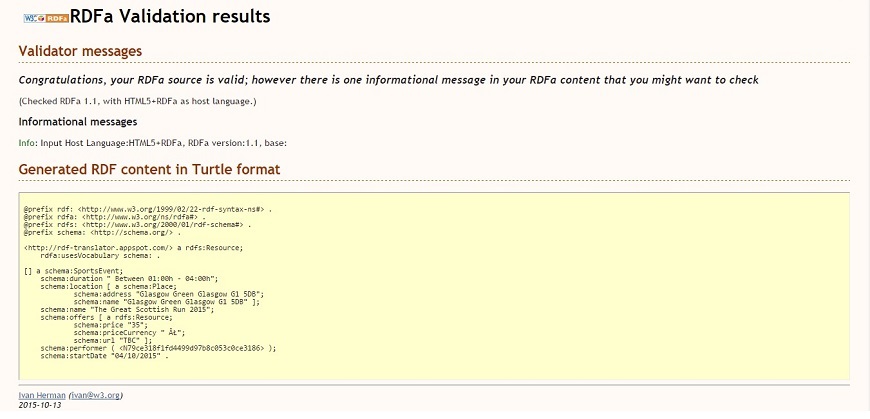 W3C RDFa RDFa Validation results
Validator messages
Congratulations, your RDFa source is valid; however there is one informational message in your RDFa content that you might want to check
(Checked RDFa 1.1, with HTML5+RDFa as host language.)
Informational messages
Info: Input Host Language:HTML5+RDFa, RDFa version:1.1, base:
Generated RDF content in Turtle format
@prefix rdf: <http://www.w3.org/1999/02/22-rdf-syntax-ns#> .
@prefix rdfa: <http://www.w3.org/ns/rdfa#> .
@prefix rdfs: <http://www.w3.org/2000/01/rdf-schema#> .
@prefix schema: <http://schema.org/> .
<http://rdf-translator.appspot.com/> a rdfs:Resource;
rdfa:usesVocabulary schema: .
[] a schema:SportsEvent;
schema:duration " Between 01:00h - 04:00h";
schema:location [ a schema:Place;
schema:address "Glasgow Green Glasgow G1 5DB";
schema:name "Glasgow Green Glasgow G1 5DB" ];
schema:name "The Great Scottish Run 2015";
schema:offers [ a rdfs:Resource;
schema:price "35";
schema:priceCurrency " ÂŁ";
schema:url "TBC" ];
schema:performer ( <N79ce318f1fd4499d97b8c053c0ce3186> );
schema:startDate "04/10/2015" .
Ivan Herman (ivan@w3.org)
2015-10-13